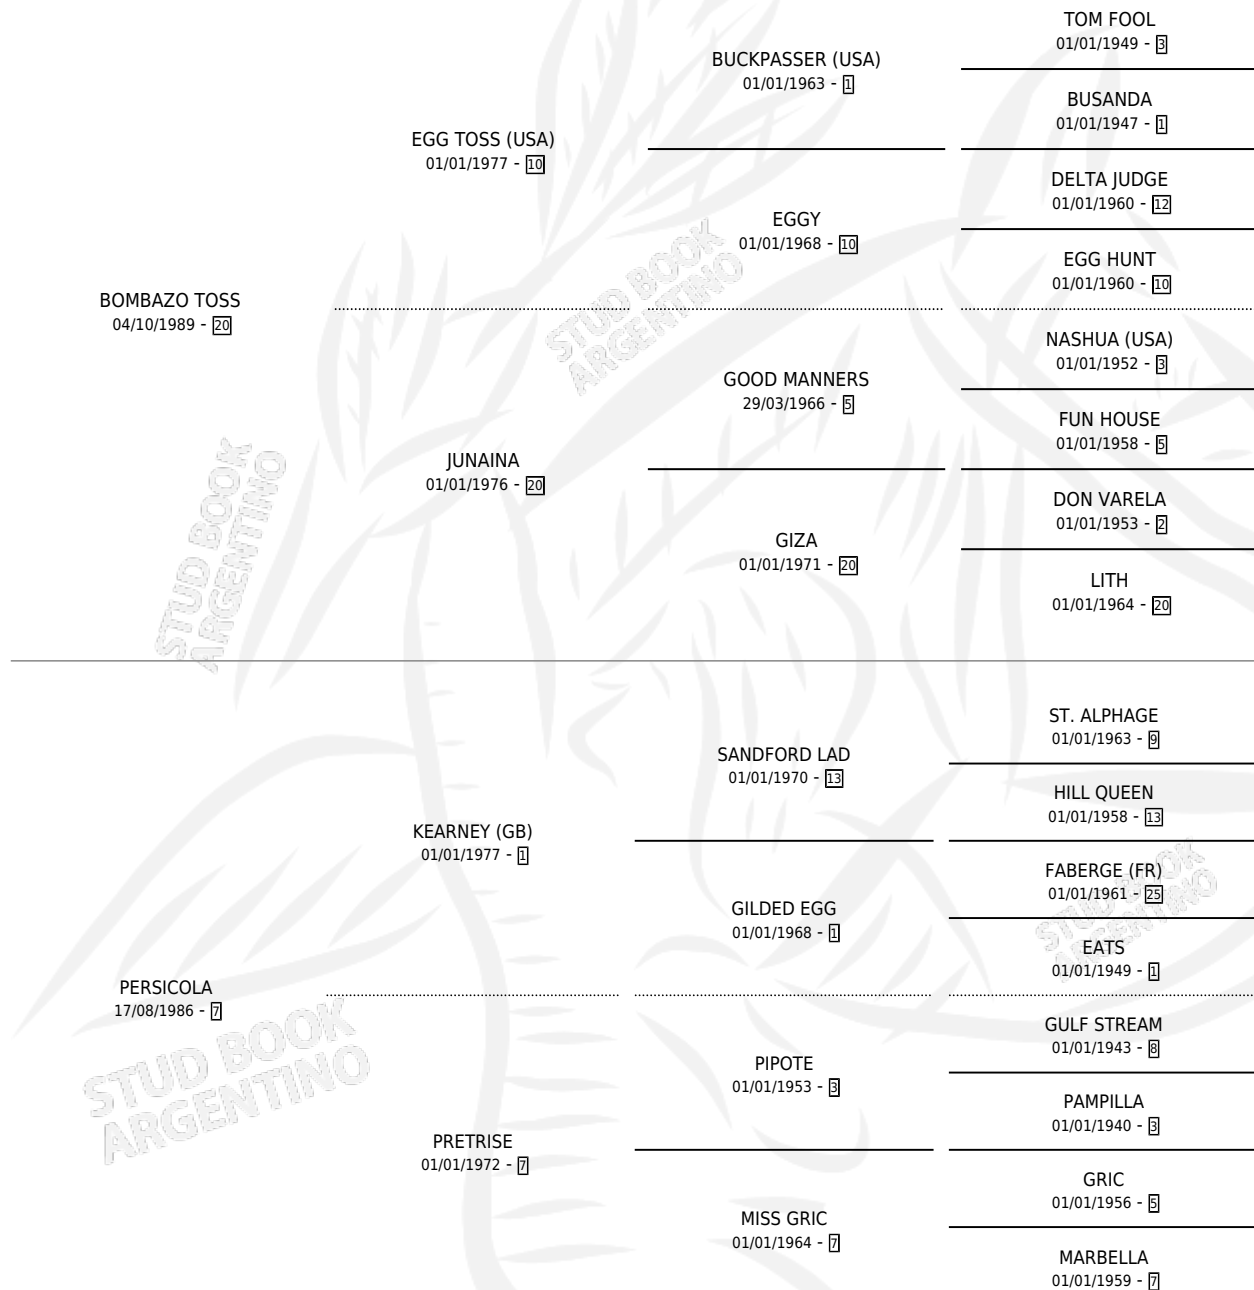 TOM FOOL
01/01/1949 - 3
BUCKPASSER (USA)
01/01/1963 - 1
BUSANDA
01/01/1947 - 1
EGG TOSS (USA)
01/01/1977 - 10
DELTA JUDGE
01/01/1960 - 12
EGGY
01/01/1968 - 10
EGG HUNT
01/01/1960 - 10
BOMBAZO TOSS
04/10/1989 - 20
STUD BOOK
ARGENTINO
NASHUA (USA)
01/01/1952 - 3
GOOD MANNERS
29/03/1966 - 5
FUN HOUSE
01/01/1958 - 5
JUNAINA
01/01/1976 - 20
DON VARELA
01/01/1953 - 2
GIZA
01/01/1971 - 20
LITH
01/01/1964 - 20
STUD BOOK
ARGENTINO
ST. ALPHAGE
01/01/1963 - 9
SANDFORD LAD
01/01/1970 - 13
HILL QUEEN
01/01/1958 - 13
KEARNEY (GB)
01/01/1977 - 1
FABERGE (FR)
01/01/1961 - 25
GILDED EGG
01/01/1968 - 1
EATS
01/01/1949 - 1
STUD BOOK
ARGENTINO
PERSICOLA
17/08/1986 - 7
GULF STREAM
01/01/1943 - 8
PIPOTE
01/01/1953 - 3
PAMPILLA
01/01/1940 - 3
STUD BOOK
ARGENTINO
PRETRISE
01/01/1972 - 7
GRIC
01/01/1956 - 5
MISS GRIC
01/01/1964 - 7
MARBELLA
01/01/1959 - 7